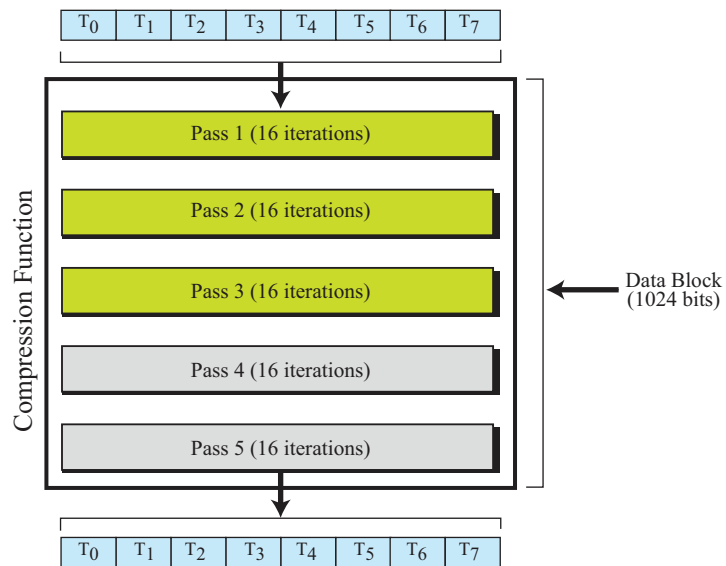 T0 T1 T2 T3 T4 T5 T6 T7
Pass 1 (16 iterations)
Pass 2 (16 iterations)
Pass 3 (16 iterations)
Pass 4 (16 iterations)
Pass 5 (16 iterations)
Compression Function
Data Block
(1024 bits)
T0 T1 T2 T3 T4 T5 T6 T7